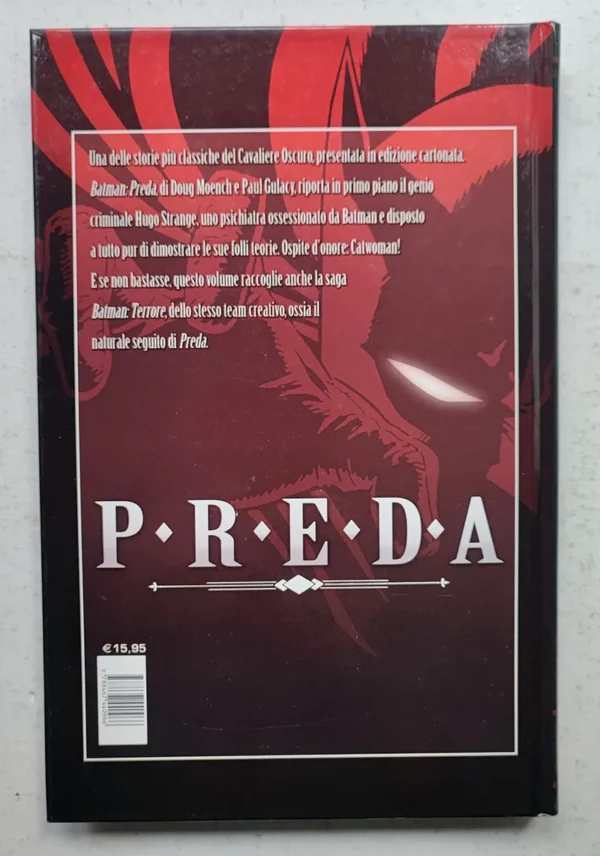 Una delle storie più classiche del Cavaliere Oscuro, presentata in edizione cartonata.
Batman: Preda, di Doug Moench e Paul Gulacy, riporta in primo piano il genio
criminale Hugo Strange, uno psichiatra ossessionato da Batman e disposto
a tutto pur di dimostrare le sue folli teorie. Ospite d'onore: Catwoman!
E se non bastasse, questo volume raccoglie anche la saga
Batman: Terrore, dello stesso team creativo, ossia il
naturale seguito di Preda.
P·R·E·D·A
€ 15,95